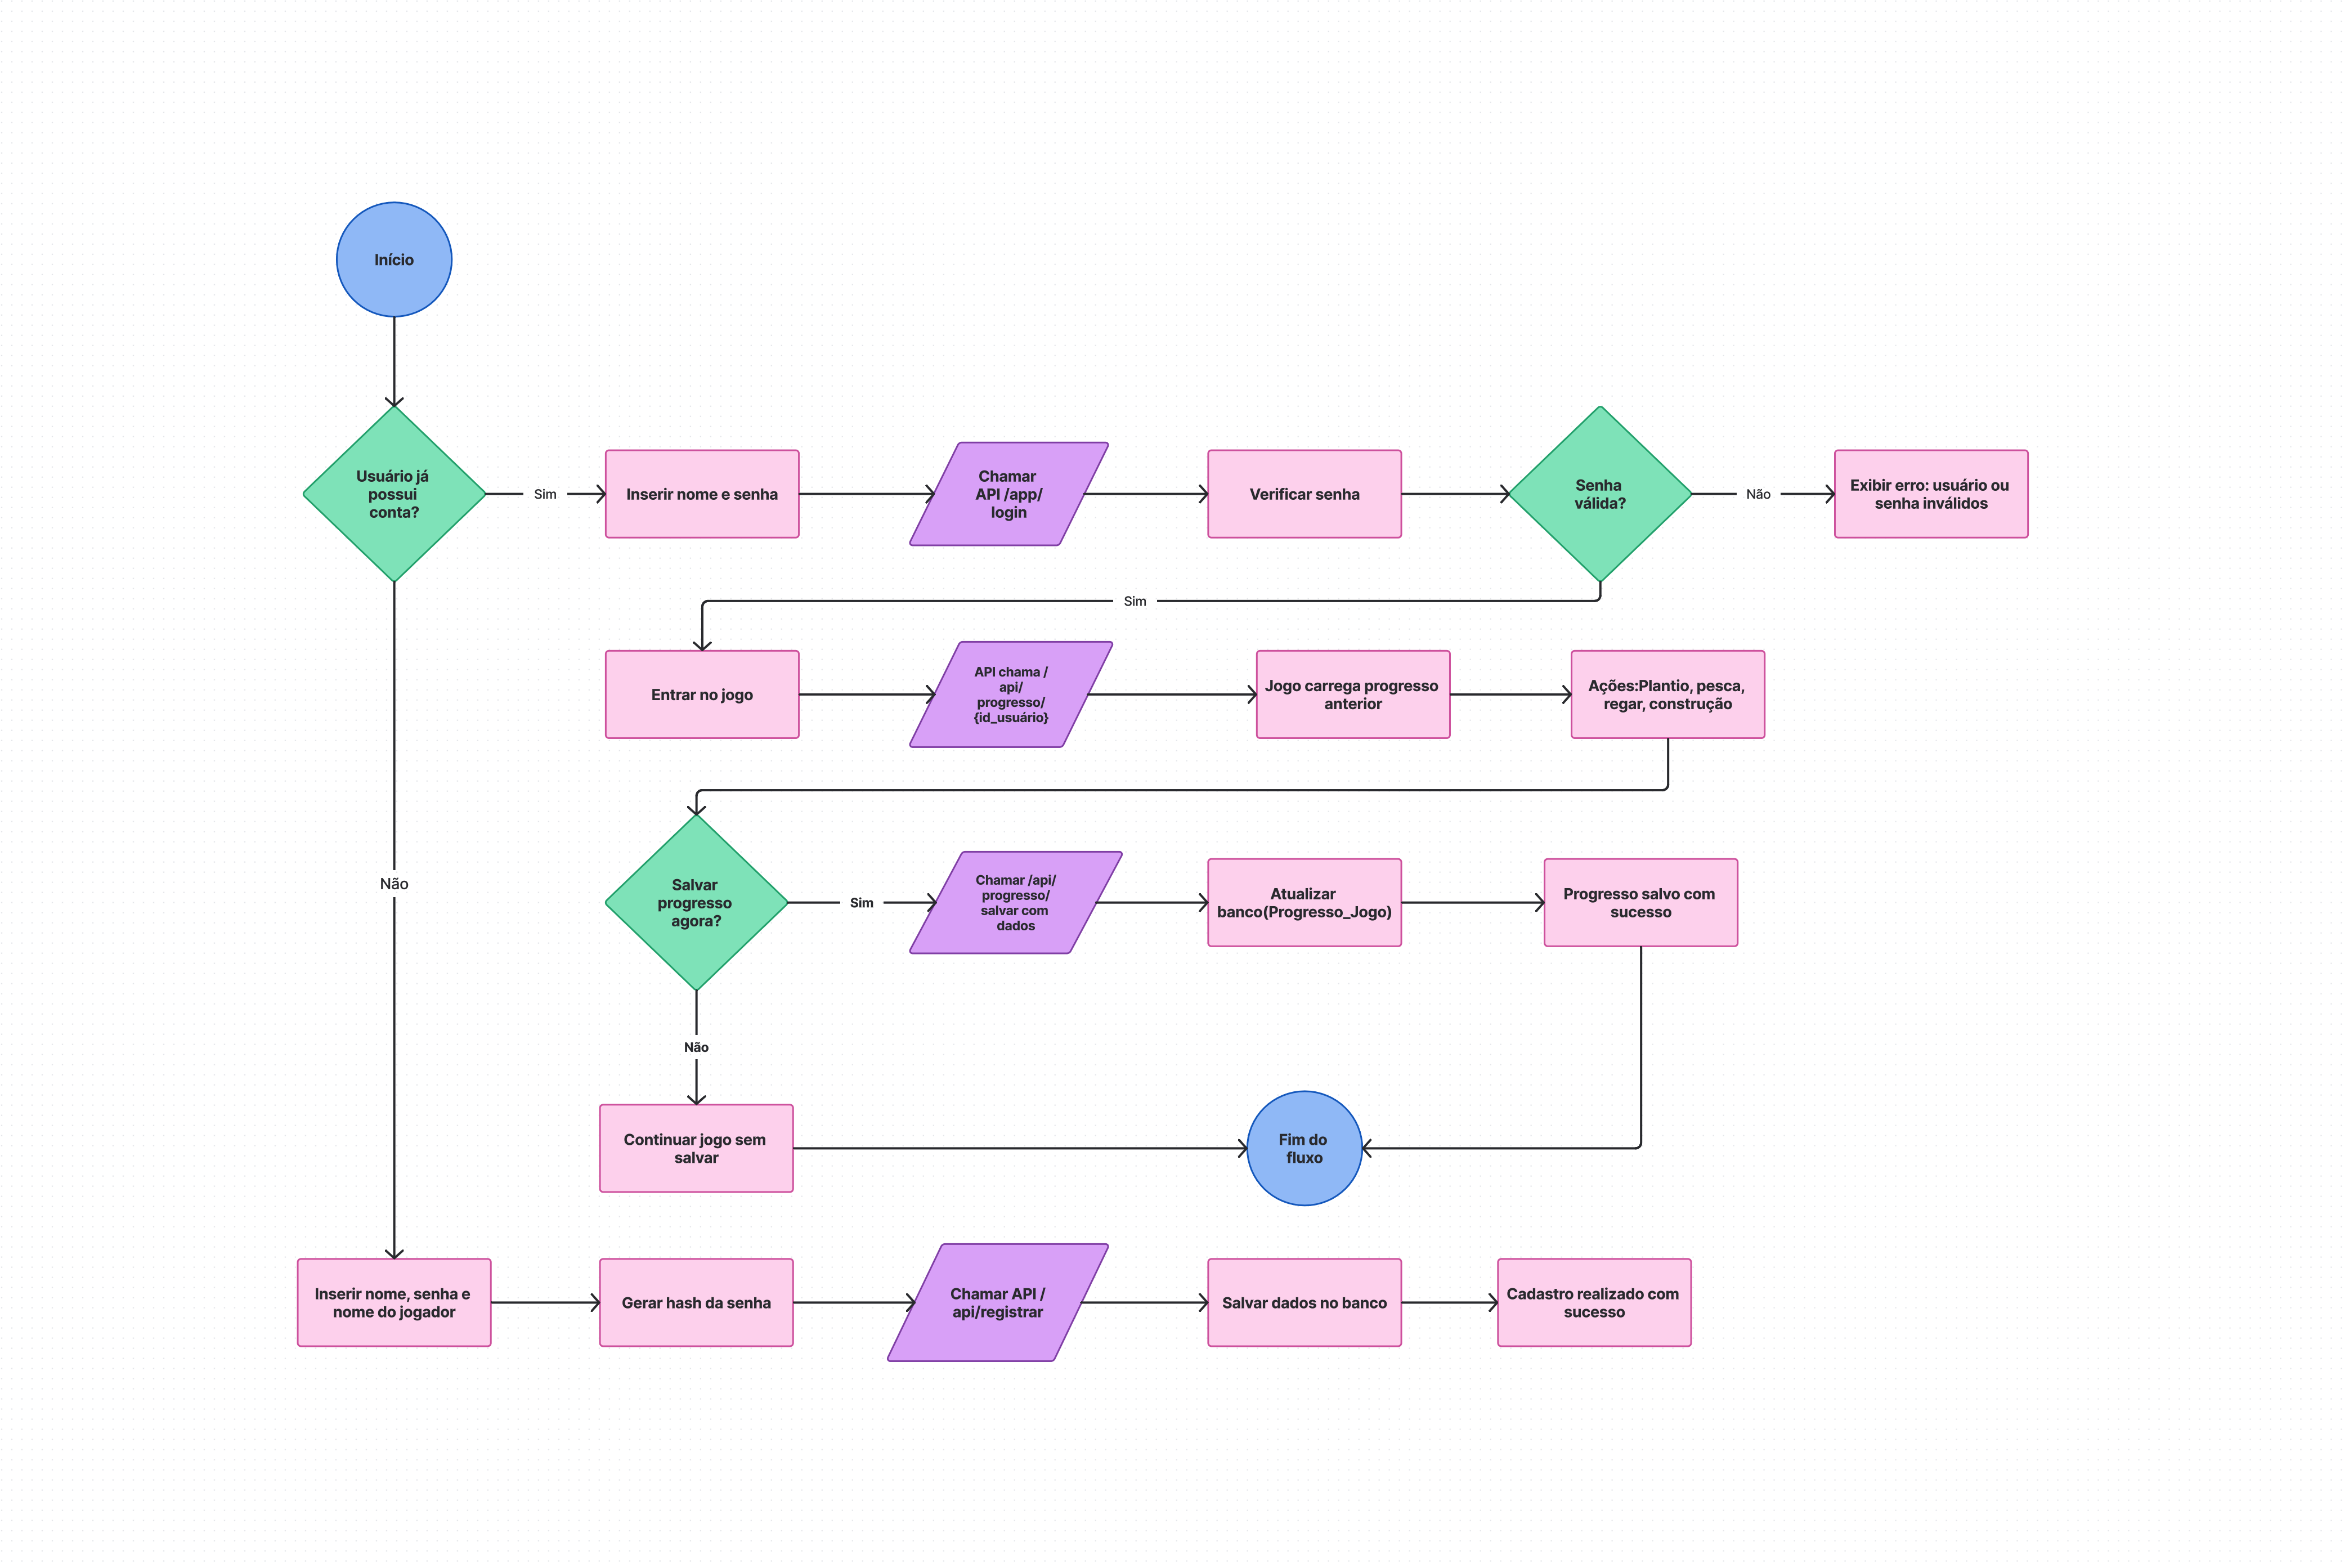 Início
Usuário já
possui
conta?
Sim
Inserir nome e senha
Chamar
API /app/
login
Verificar senha
Senha
válida?
Não
Exibir erro: usuário ou
senha inválidos
Sim
Entrar no jogo
API chama /
api/
progresso/
{id_usuário}
Jogo carrega progresso
anterior
Ações:Plantio, pesca,
regar, construção
Não
Salvar
progresso
agora?
Sim
Chamar /api/
progresso/
salvar com
dados
Atualizar
banco(Progresso_Jogo)
Progresso salvo com
sucesso
Não
Continuar jogo sem
salvar
Fim do
fluxo
Inserir nome, senha e
nome do jogador
Gerar hash da senha
Chamar API /
api/registrar
Salvar dados no banco
Cadastro realizado com
sucesso